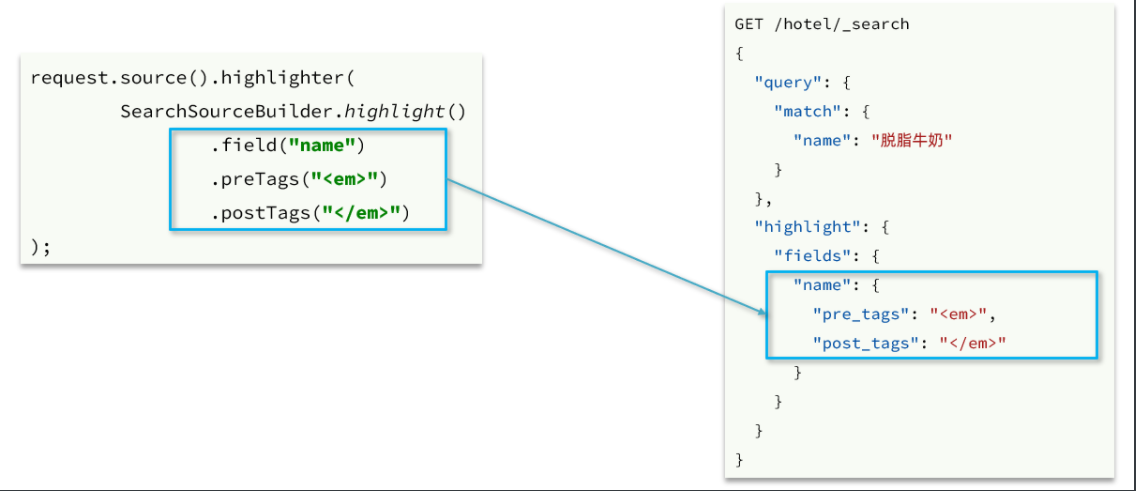 request.source().highlighter(
SearchSourceBuilder.highlight()
.field("name")
.preTags("<em>")
.postTags("</em>")
);
GET /hotel/_search
{
"query": {
"match": {
"name": "脱脂牛奶"
}
},
"highlight": {
"fields": {
"name": {
"pre_tags": "<em>",
"post_tags": "</em>"
}
}
}
}